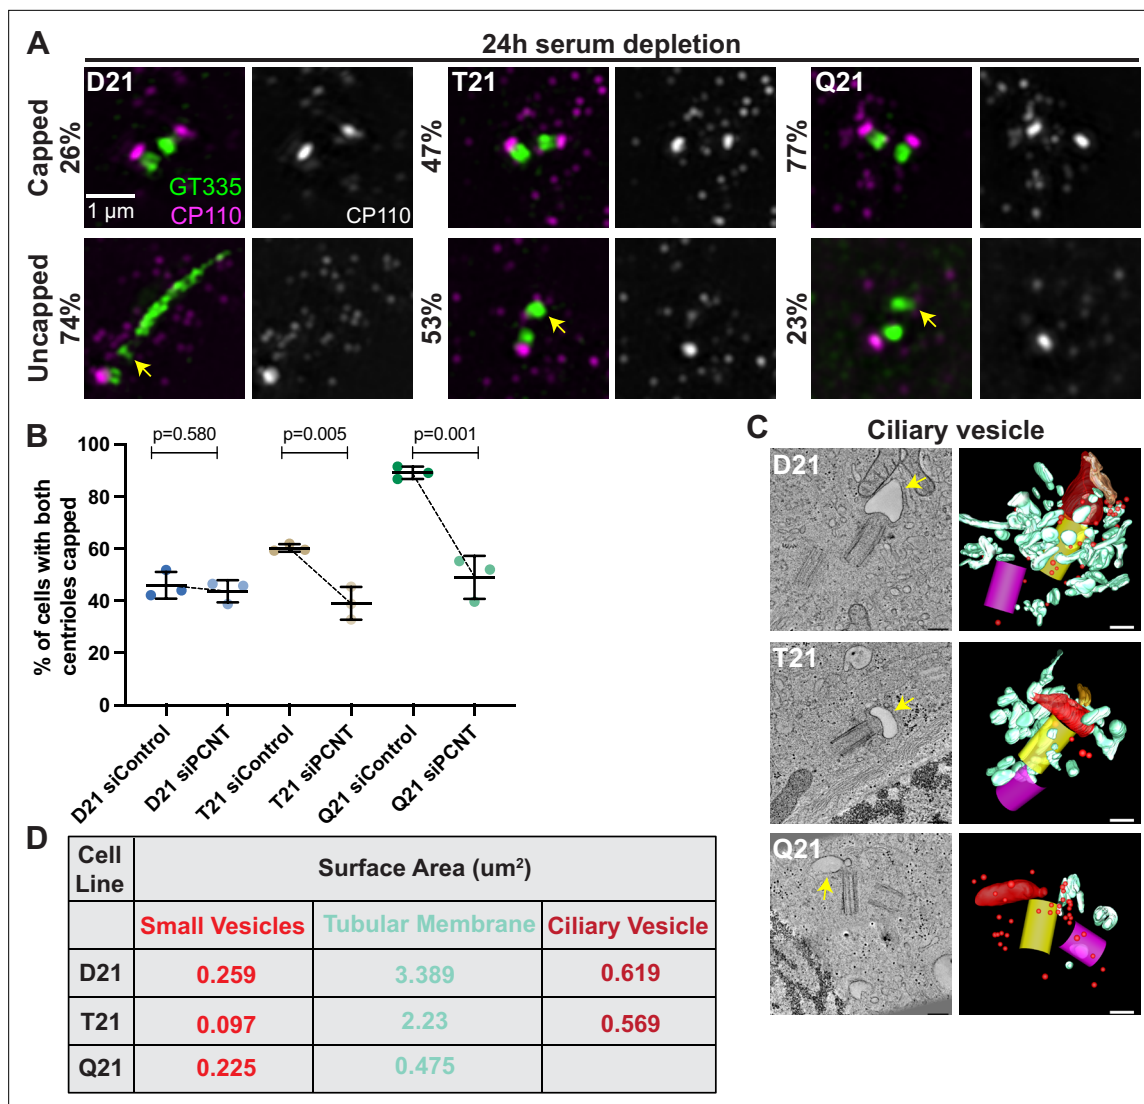 A
24h serum depletion
Capped
26%
D21
GT335
CP110
1 µm
CP110
47%
T21
77%
Q21
Uncapped
74%
53%
23%
B
% of cells with both
centrioles capped
100
80
60
40
20
0
p=0.580
p=0.005
p=0.001
D21 siControl
D21 siPCNT
T21 siControl
T21 siPCNT
Q21 siControl
Q21 siPCNT
C
Ciliary vesicle
D21
T21
Q21
D
Cell
Line
Surface Area (um²)
Small Vesicles Tubular Membrane Ciliary Vesicle
D21 0.259 3.389 0.619
T21 0.097 2.23 0.569
Q21 0.225 0.475